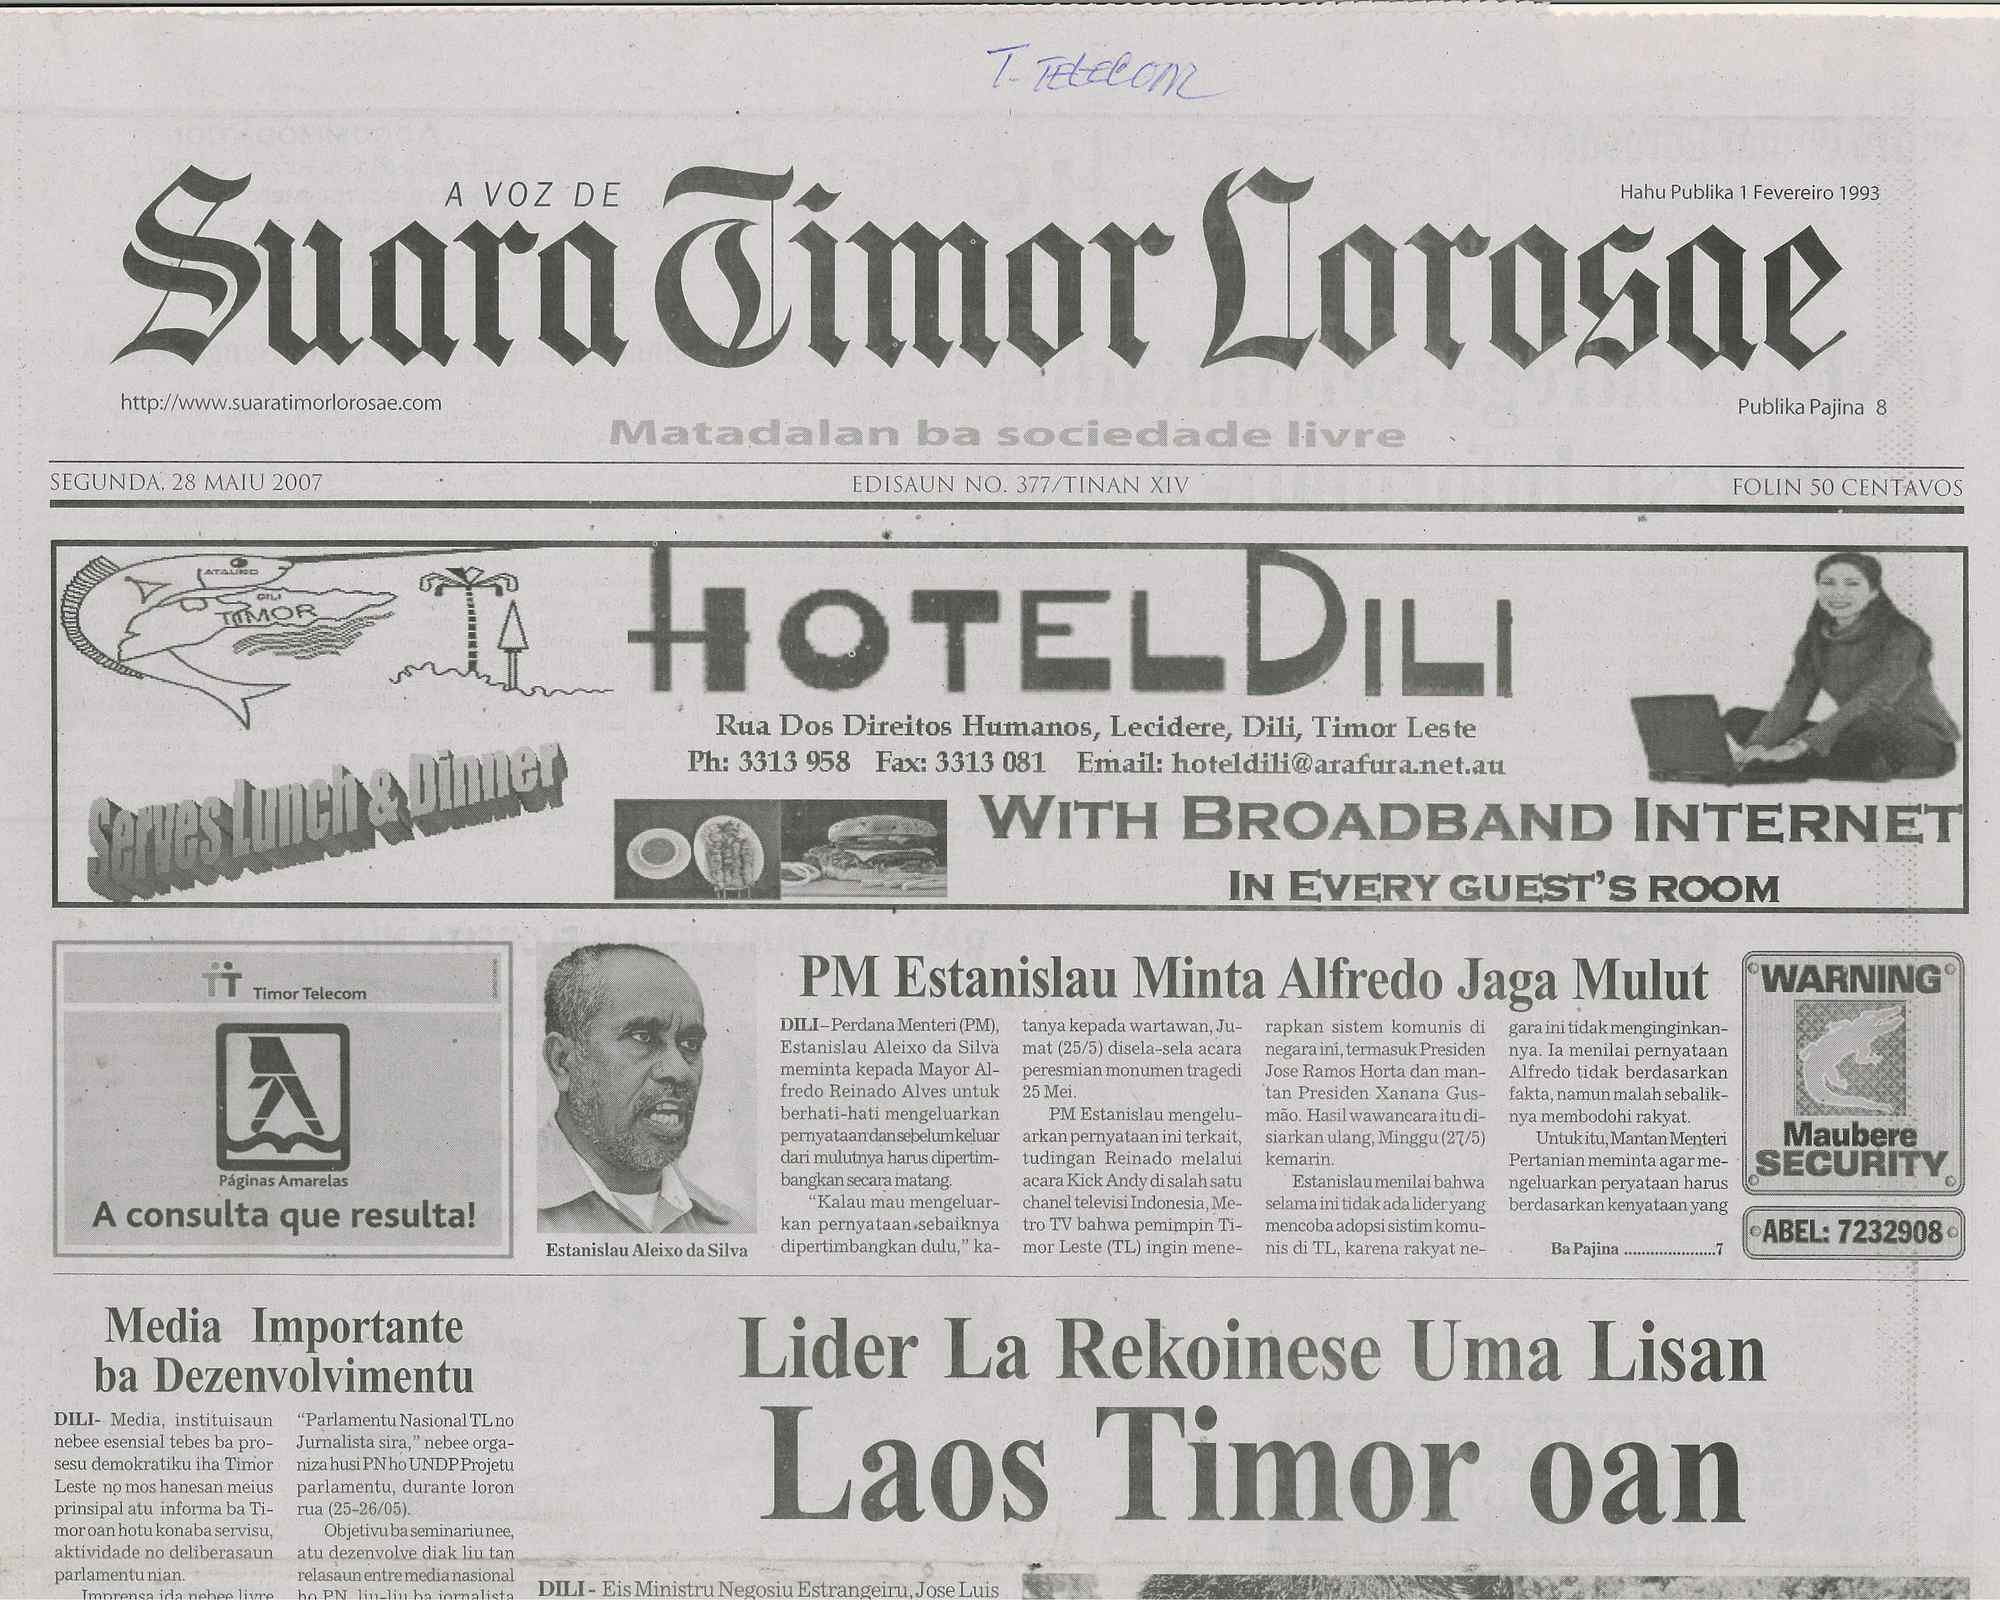 T. TELECOM
A VOZ DE
Hahu Publika 1 Fevereiro 1993
Suara Timor Lorosae
http://www.suaratimorlorosae.com
Publika Pajina 8
Matadalan ba sociedade livre
SEGUNDA, 28 MAIU 2007
EDISAUN NO. 377/TINAN XIV
FOLIN 50 CENTAVOS
ATAURO
DILI
TIMOR
HOTEL DILI
Rua Dos Direitos Humanos, Lecidere, Dili, Timor Leste
Ph: 3313 958 Fax: 3313 081 Email: hoteldili@arafura.net.au
Serves Lunch & Dinner
WITH BROADBAND INTERNET
IN EVERY GUEST'S ROOM
Timor Telecom
Páginas Amarelas
A consulta que resulta!
Estanislau Aleixo da Silva
PM Estanislau Minta Alfredo Jaga Mulut
DILI–Perdana Menteri (PM),
Estanislau Aleixo da Silva
meminta kepada Mayor Al-
fredo Reinado Alves untuk
berhati-hati mengeluarkan
pernyataan dan sebelum keluar
dari mulutnya harus dipertim-
bangkan secara matang.
“Kalau mau mengeluar-
kan pernyataan sebaiknya
dipertimbangkan dulu,” ka-
tanya kepada wartawan, Ju-
mat (25/5) disela-sela acara
peresmian monumen tragedi
25 Mei.
PM Estanislau mengelu-
arkan pernyataan ini terkait,
tudingan Reinado melalui
acara Kick Andy di salah satu
chanel televisi Indonesia, Me-
tro TV bahwa pemimpin Ti-
mor Leste (TL) ingin mene-
rapkan sistem komunis di
negara ini, termasuk Presiden
Jose Ramos Horta dan man-
tan Presiden Xanana Gus-
mão. Hasil wawancara itu di-
siarkan ulang, Minggu (27/5)
kemarin.
Estanislau menilai bahwa
selama ini tidak ada lider yang
mencoba adopsi sistim komu-
nis di TL, karena rakyat ne-
gara ini tidak menginginkan-
nya. Ia menilai pernyataan
Alfredo tidak berdasarkan
fakta, namun malah sebalik-
nya membodohi rakyat.
Untuk itu, Mantan Menteri
Pertanian meminta agar me-
ngeluarkan peryataan harus
berdasarkan kenyataan yang
Ba Pajina ......................7
WARNING
Maubere
SECURITY
ABEL: 7232908
Media Importante
ba Dezenvolvimentu
DILI- Media, instituisaun
nebee esensial tebes ba pro-
sesu demokratiku iha Timor
Leste no mos hanesan meius
prinsipal atu informa ba Ti-
mor oan hotu konaba servisu,
aktividade no deliberasaun
parlamentu nian.
Imprensa ida nebee livre
“Parlamentu Nasional TL no
Jurnalista sira,” nebee orga-
niza husi PN ho UNDP Projetu
parlamentu, durante loron
rua (25-26/05).
Objetivu ba seminariu nee,
atu dezenvolve diak liu tan
relasaun entre media nasional
ho PN, liu-liu ba jornalista
Lider La Rekoinese Uma Lisan
Laos Timor oan
DILI- Eis Ministru Negosiu Estrangeiru, Jose Luis